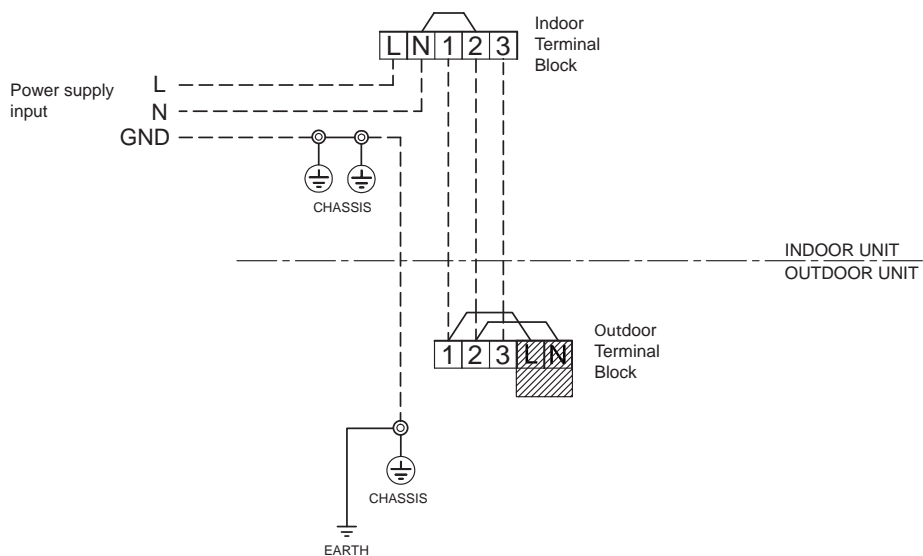 Indoor
Terminal
Block
L N 1 2 3
Power supply
input
L
N
GND
CHASSIS
INDOOR UNIT
OUTDOOR UNIT
1 2 3 L N
Outdoor
Terminal
Block
CHASSIS
EARTH